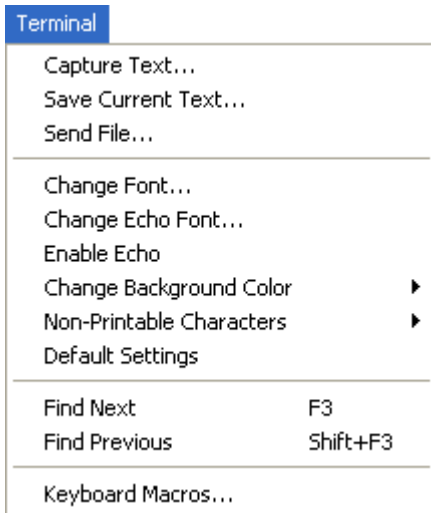 Terminal
Capture Text...
Save Current Text...
Send File...
Change Font...
Change Echo Font...
Enable Echo
Change Background Color
Non-Printable Characters
Default Settings
Find Next F3
Find Previous Shift+F3
Keyboard Macros...